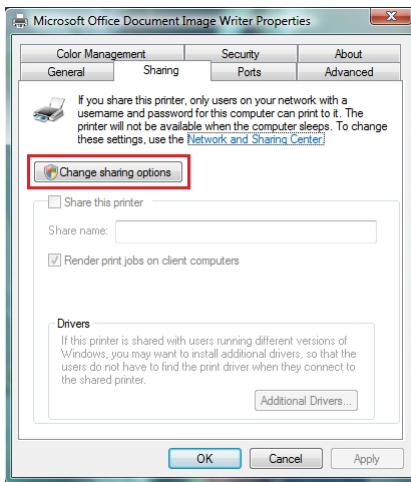 Microsoft Office Document Image Writer Properties
Color Management Security About
General Sharing Ports Advanced
If you share this printer, only users on your network with a
username and password for this computer can print to it. The
printer will not be available when the computer sleeps. To change
these settings, use the Network and Sharing Center.
Change sharing options
Share this printer
Share name:
Render print jobs on client computers
Drivers
If this printer is shared with users running different versions of
Windows, you may want to install additional drivers, so that the
users do not have to find the print driver when they connect to
the shared printer.
Additional Drivers...
OK Cancel Apply